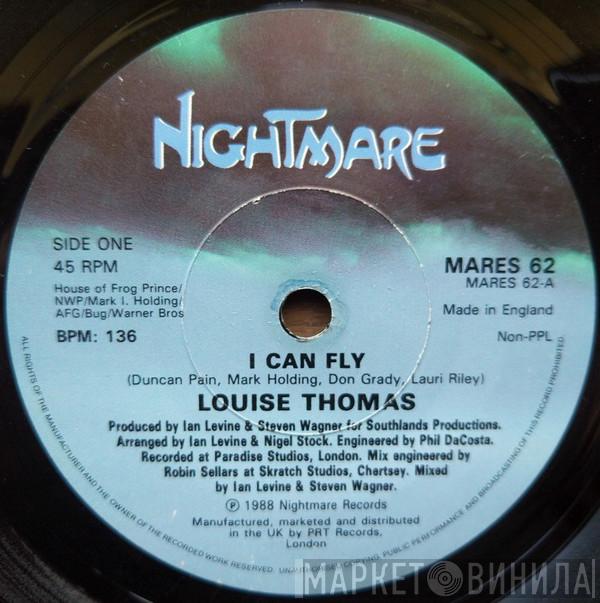 NIGHTMARE
SIDE ONE
45 RPM
MARES 62
MARES 62-A
House of Frog Prince/
NWP/Mark I. Holding/
AFG/Bug/Warner Bros
Made in England
BPM: 136
Non-PPL
I CAN FLY
(Duncan Pain, Mark Holding, Don Grady, Lauri Riley)
LOUISE THOMAS
Produced by Ian Levine & Steven Wagner for Southlands Productions.
Arranged by Ian Levine & Nigel Stock. Engineered by Phil DaCosta.
Recorded at Paradise Studios, London. Mix engineered by
Robin Sellars at Skratch Studios, Chertsey. Mixed
by Ian Levine & Steven Wagner.
℗ 1988 Nightmare Records
Manufactured, marketed and distributed
in the UK by PRT Records,
London
ALL RIGHTS OF THE MANUFACTURER AND THE OWNER OF THE RECORDED WORK RESERVED. UNAUTHORISED COPYING, PUBLIC PERFORMANCE AND BROADCASTING OF THIS RECORD PROHIBITED.
МАРКЕТ ВИНИЛА